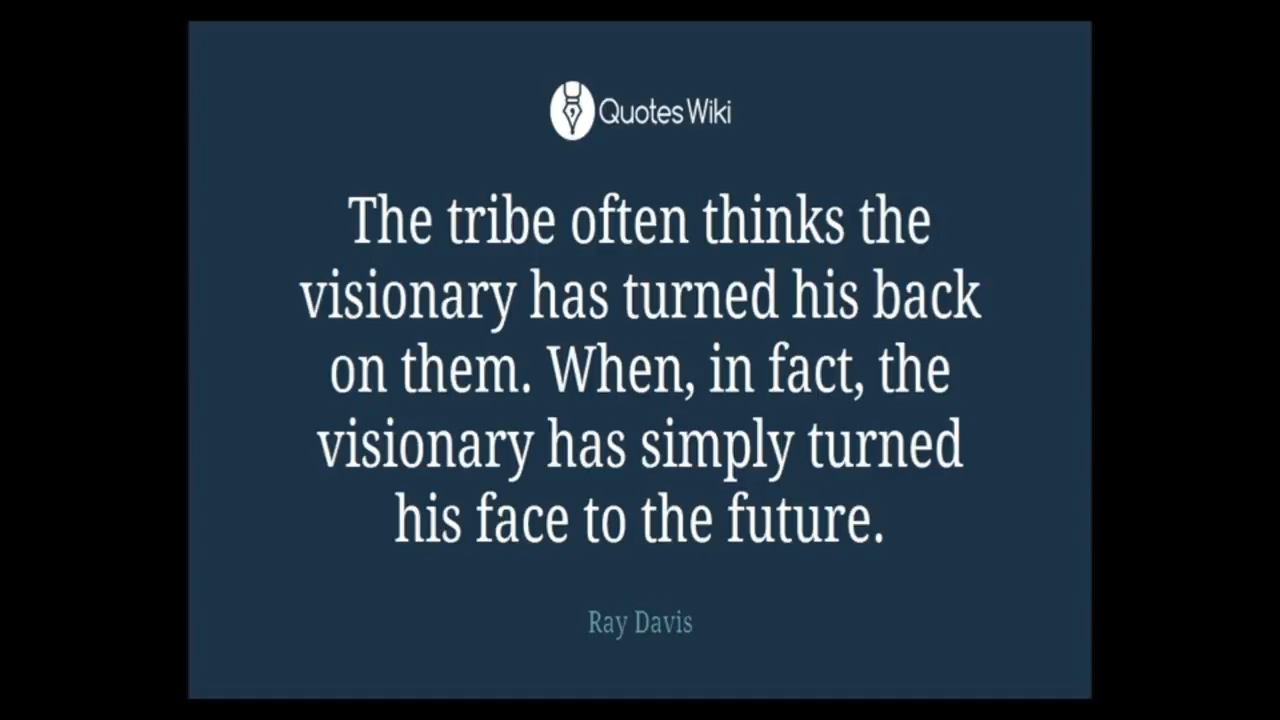 QuotesWiki
The tribe often thinks the
visionary has turned his back
on them. When, in fact, the
visionary has simply turned
his face to the future.
Ray Davis